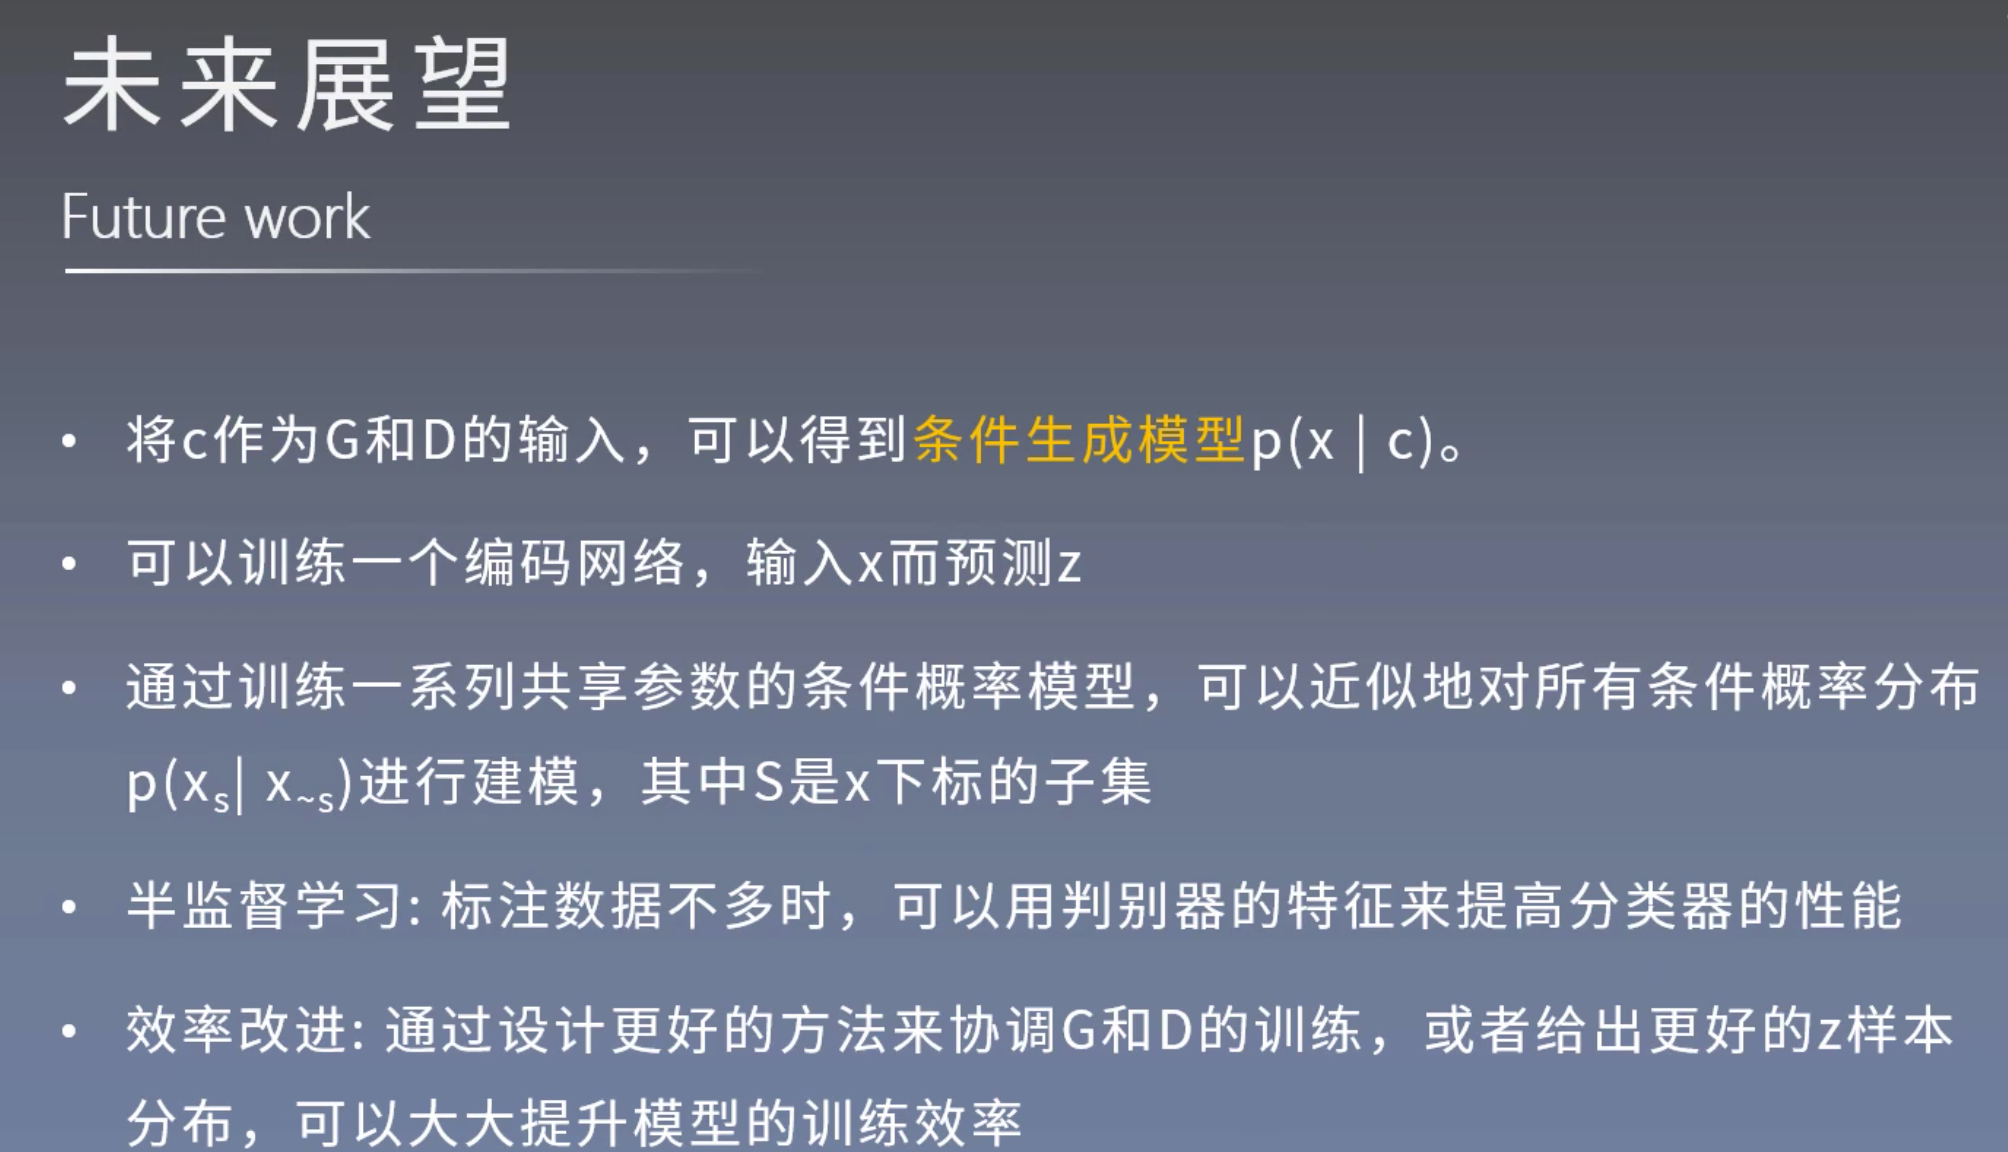 未来展望
Future work
• 将c作为G和D的输入，可以得到条件生成模型p(x | c)。
• 可以训练一个编码网络，输入x而预测z
• 通过训练一系列共享参数的条件概率模型，可以近似地对所有条件概率分布
p(xs| x~s)进行建模，其中S是x下标的子集
• 半监督学习: 标注数据不多时，可以用判别器的特征来提高分类器的性能
• 效率改进: 通过设计更好的方法来协调G和D的训练，或者给出更好的z样本
分布，可以大大提升模型的训练效率